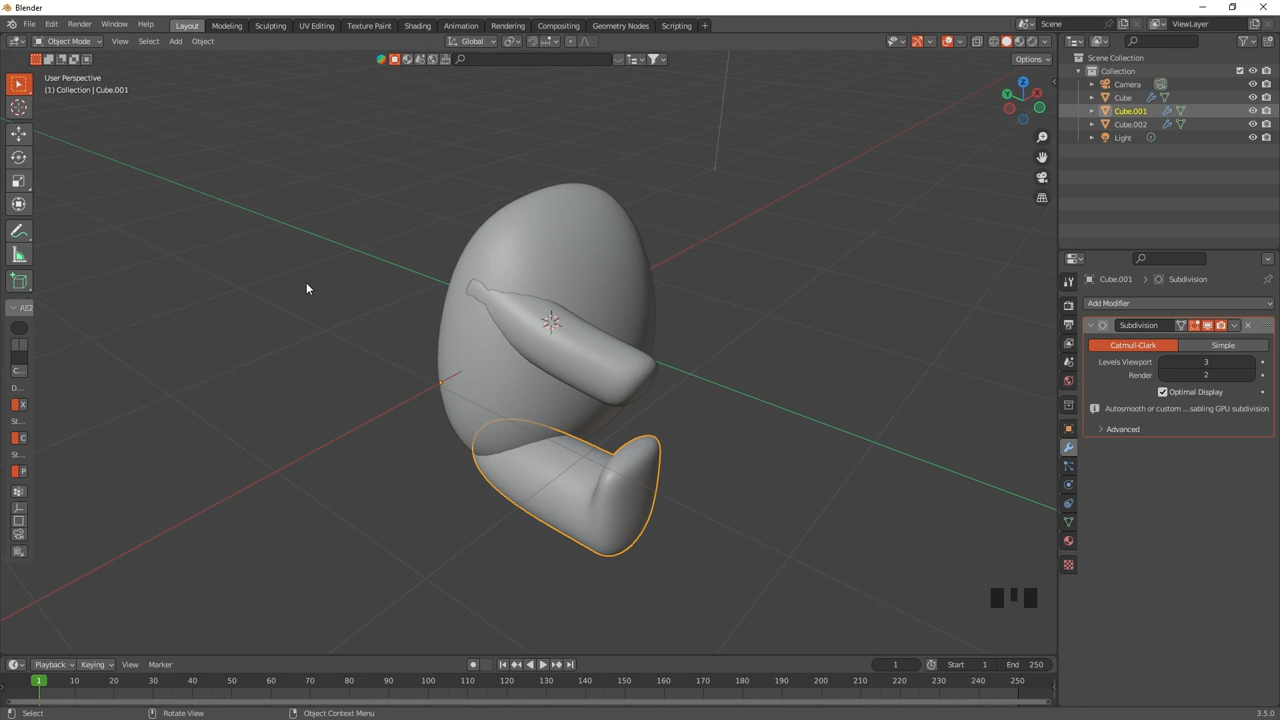 Blender
File Edit Render Window Help Layout Modeling Sculpting UV Editing Texture Paint Shading Animation Rendering Compositing Geometry Nodes Scripting + Scene ViewLayer
Object Mode View Select Add Object Global
Options
User Perspective
(1) Collection | Cube.001
Scene Collection
Collection
Camera
Cube
Cube.001
Cube.002
Light
AE2
C...
D...
X
St...
C
St...
P
Z
Cube.001 > Subdivision
Add Modifier
Subdivision
Catmull-Clark Simple
Levels Viewport 3
Render 2
Optimal Display
Autosmooth or custom ...sabling GPU subdivision
Advanced
Playback Keying View Marker 1 Start 1 End 250
1 10 20 30 40 50 60 70 80 90 100 110 120 130 140 150 160 170 180 190 200 210 220 230 240 250
Select Rotate View Object Context Menu 3.5.0